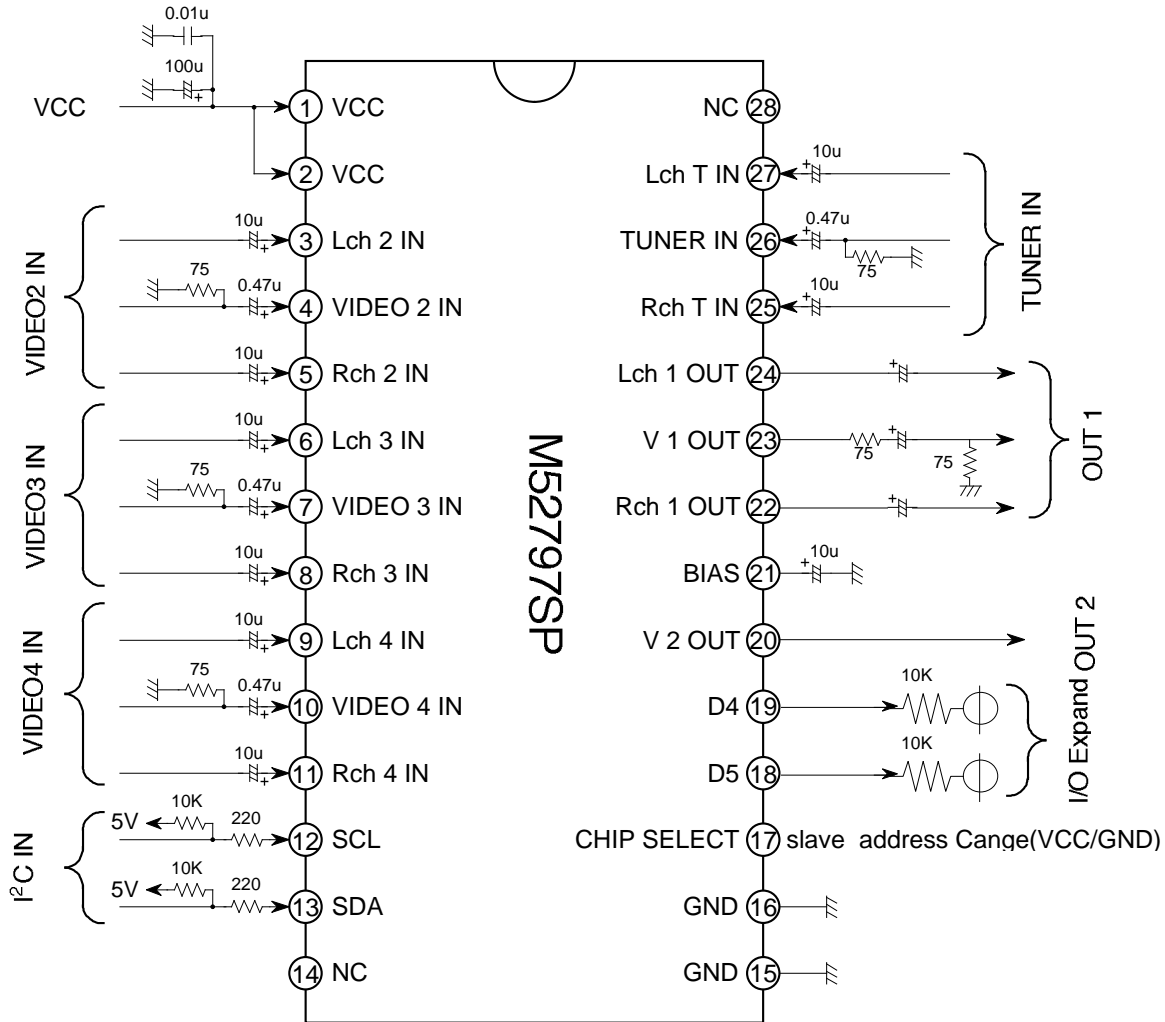 0.01u
100u
+
VCC
1 VCC
2 VCC
VIDEO2 IN
10u
+
3 Lch 2 IN
75
0.47u
+
4 VIDEO 2 IN
10u
+
5 Rch 2 IN
VIDEO3 IN
10u
+
6 Lch 3 IN
75
0.47u
+
7 VIDEO 3 IN
10u
+
8 Rch 3 IN
VIDEO4 IN
10u
+
9 Lch 4 IN
75
0.47u
+
10 VIDEO 4 IN
10u
+
11 Rch 4 IN
I²C IN
5V
10K
220
12 SCL
5V
10K
220
13 SDA
14 NC
M52797SP
NC 28
Lch T IN 27
+
10u
TUNER IN 26
+
0.47u
75
Rch T IN 25
+
10u
TUNER IN
Lch 1 OUT 24
+
V 1 OUT 23
75
+
75
Rch 1 OUT 22
+
OUT 1
BIAS 21
+
10u
V 2 OUT 20
OUT 2
D4 19
10K
D5 18
10K
I/O Expand
CHIP SELECT 17 slave address Cange(VCC/GND)
GND 16
GND 15